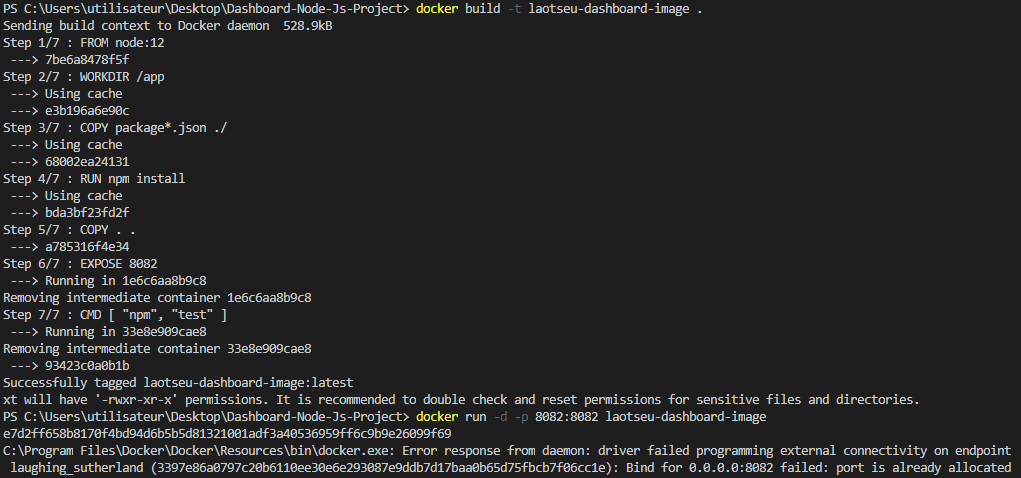 PS C:\Users\utilisateur\Desktop\Dashboard-Node-Js-Project> docker build -t laotseu-dashboard-image .
Sending build context to Docker daemon  528.9kB
Step 1/7 : FROM node:12
 ---> 7be6a8478f5f
Step 2/7 : WORKDIR /app
 ---> Using cache
 ---> e3b196a6e90c
Step 3/7 : COPY package*.json ./
 ---> Using cache
 ---> 68002ea24131
Step 4/7 : RUN npm install
 ---> Using cache
 ---> bda3bf23fd2f
Step 5/7 : COPY . .
 ---> a785316f4e34
Step 6/7 : EXPOSE 8082
 ---> Running in 1e6c6aa8b9c8
Removing intermediate container 1e6c6aa8b9c8
Step 7/7 : CMD [ "npm", "test" ]
 ---> Running in 33e8e909cae8
Removing intermediate container 33e8e909cae8
 ---> 93423c0a0b1b
Successfully tagged laotseu-dashboard-image:latest
xt will have '-rwxr-xr-x' permissions. It is recommended to double check and reset permissions for sensitive files and directories.
PS C:\Users\utilisateur\Desktop\Dashboard-Node-Js-Project> docker run -d -p 8082:8082 laotseu-dashboard-image
e7d2ff658b8170f4bd94d6b5b5d81321001adf3a40536959ff6c9b9e26099f69
C:\Program Files\Docker\Docker\Resources\bin\docker.exe: Error response from daemon: driver failed programming external connectivity on endpoint
 laughing_sutherland (3397e86a0797c20b6110ee30e6e293087e9ddb7d17baa0b65d75fbcb7f06cc1e): Bind for 0.0.0.0:8082 failed: port is already allocated